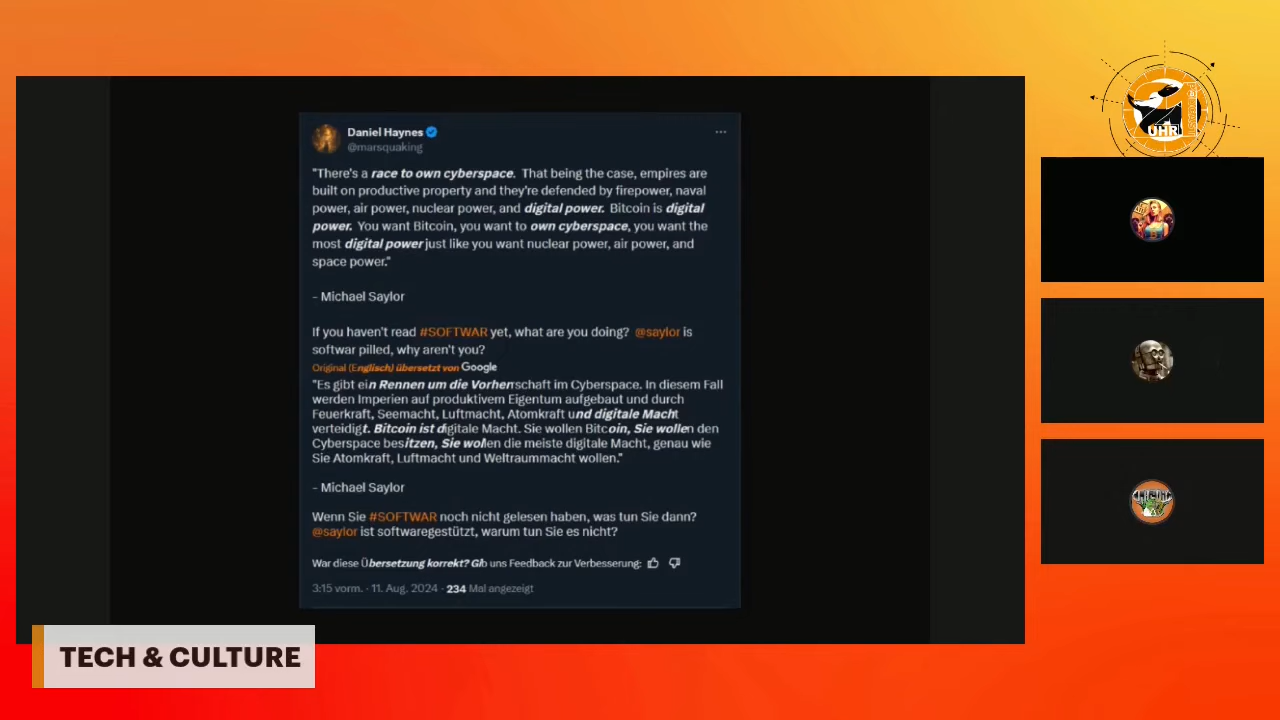 Daniel Haynes
@marsquaking
"There's a race to own cyberspace. That being the case, empires are
built on productive property and they're defended by firepower, naval
power, air power, nuclear power, and digital power. Bitcoin is digital
power. You want Bitcoin, you want to own cyberspace, you want the
most digital power just like you want nuclear power, air power, and
space power."
– Michael Saylor
If you haven't read #SOFTWAR yet, what are you doing? @saylor is
softwar pilled, why aren't you?
Original (Englisch) übersetzt von Google
"Es gibt ein Rennen um die Vorherrschaft im Cyberspace. In diesem Fall
werden Imperien auf produktivem Eigentum aufgebaut und durch
Feuerkraft, Seemacht, Luftmacht, Atomkraft und digitale Macht
verteidigt. Bitcoin ist digitale Macht. Sie wollen Bitcoin, Sie wollen den
Cyberspace besitzen, Sie wollen die meiste digitale Macht, genau wie
Sie Atomkraft, Luftmacht und Weltraummacht wollen."
– Michael Saylor
Wenn Sie #SOFTWAR noch nicht gelesen haben, was tun Sie dann?
@saylor ist softwaregestützt, warum tun Sie es nicht?
War diese Übersetzung korrekt? Gib uns Feedback zur Verbesserung:
3:15 vorm. · 11. Aug. 2024 · 234 Mal angezeigt
TECH & CULTURE
UHR